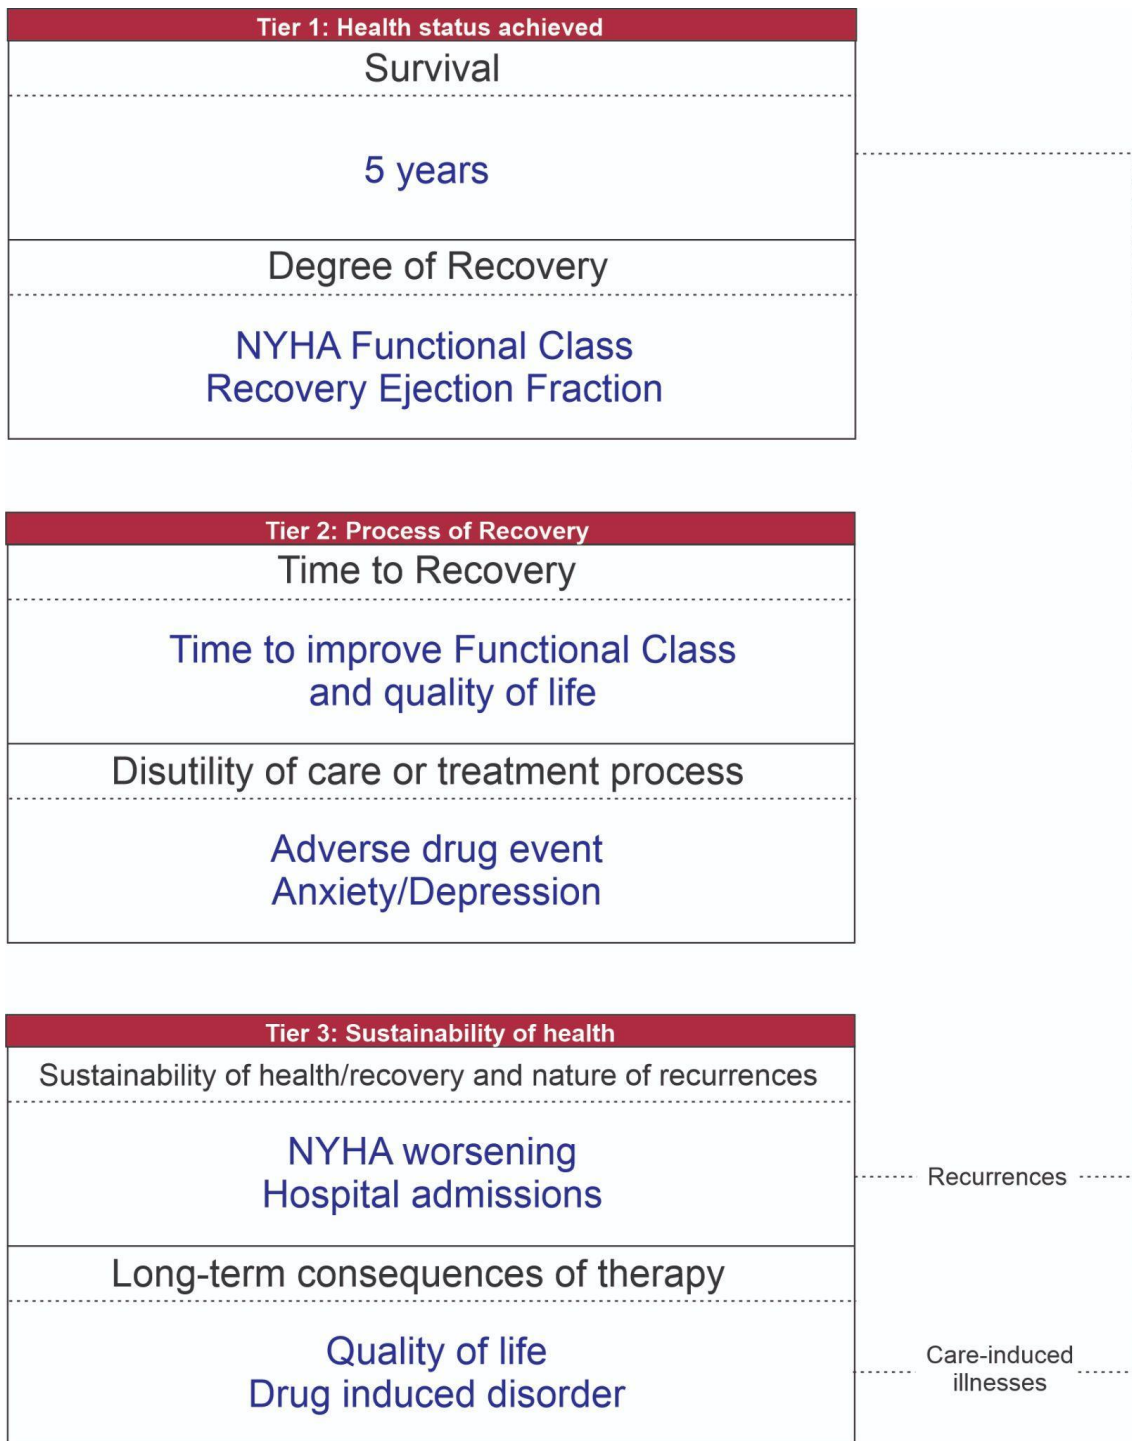 Tier 1: Health status achieved
Survival
5 years
Degree of Recovery
NYHA Functional Class
Recovery Ejection Fraction
Tier 2: Process of Recovery
Time to Recovery
Time to improve Functional Class
and quality of life
Disutility of care or treatment process
Adverse drug event
Anxiety/Depression
Tier 3: Sustainability of health
Sustainability of health/recovery and nature of recurrences
NYHA worsening
Hospital admissions
Recurrences
Long-term consequences of therapy
Quality of life
Drug induced disorder
Care-induced
illnesses